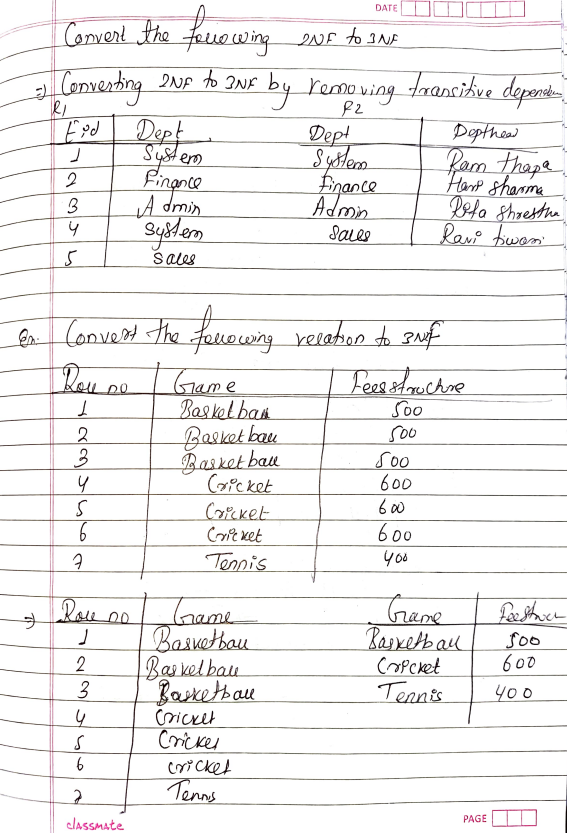 DATE
Convert the following 2NF to 3NF
=) Converting 2NF to 3NF by removing transitive dependen
R1 R2
Eid Dept Dept Depthead
1 System System Ram thapa
2 Finance finance Hari sharma
3 Admin Admin Rita shrestha
4 System Sales Ravi tiwari
5 sales
Ex. Convert the following relation to 3NF
Roll no Game Fees structure
1 Basketball 500
2 Basketball 500
3 Basketball 500
4 Cricket 600
5 Cricket 600
6 Cricket 600
7 Tennis 400
=) Roll no Game Game Feestruc
1 Basketball Basketball 500
2 Basketball Cricket 600
3 Basketball Tennis 400
4 Cricket
5 Cricket
6 cricket
7 Tennis
classmate PAGE